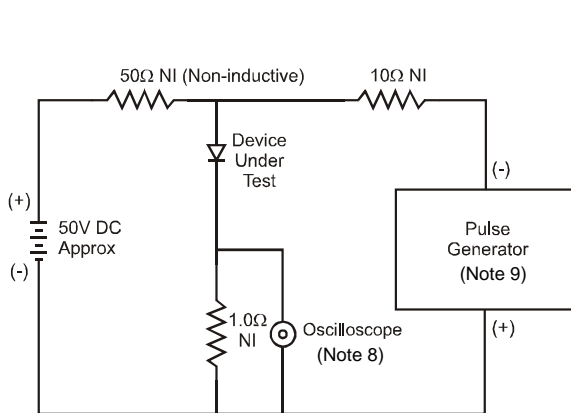 50Ω NI (Non-inductive)
10Ω NI
Device
Under
Test
(-)
(+)
50V DC
Approx
(-)
Pulse
Generator
(Note 9)
1.0Ω
NI
Oscilloscope
(Note 8)
(+)